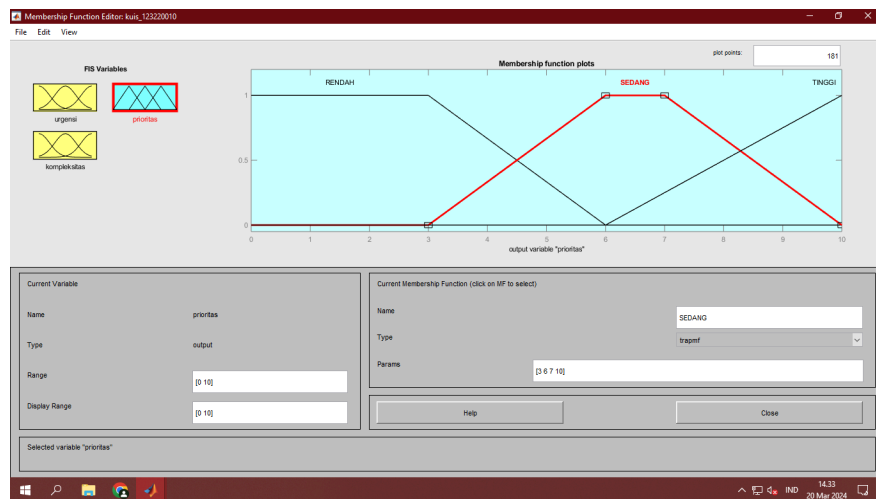 Membership Function Editor: kuis_123220010
File Edit View
plot points: 181
FIS Variables
Membership function plots
urgensi
prioritas
kompleksitas
RENDAH SEDANG TINGGI
1
0.5
0
0 1 2 3 4 5 6 7 8 9 10
output variable "prioritas"
Current Variable
Name prioritas
Type output
Range [0 10]
Display Range [0 10]
Current Membership Function (click on MF to select)
Name SEDANG
Type trapmf
Params [3 6 7 10]
Help Close
Selected variable "prioritas"
IND
14.33
20 Mar 2024